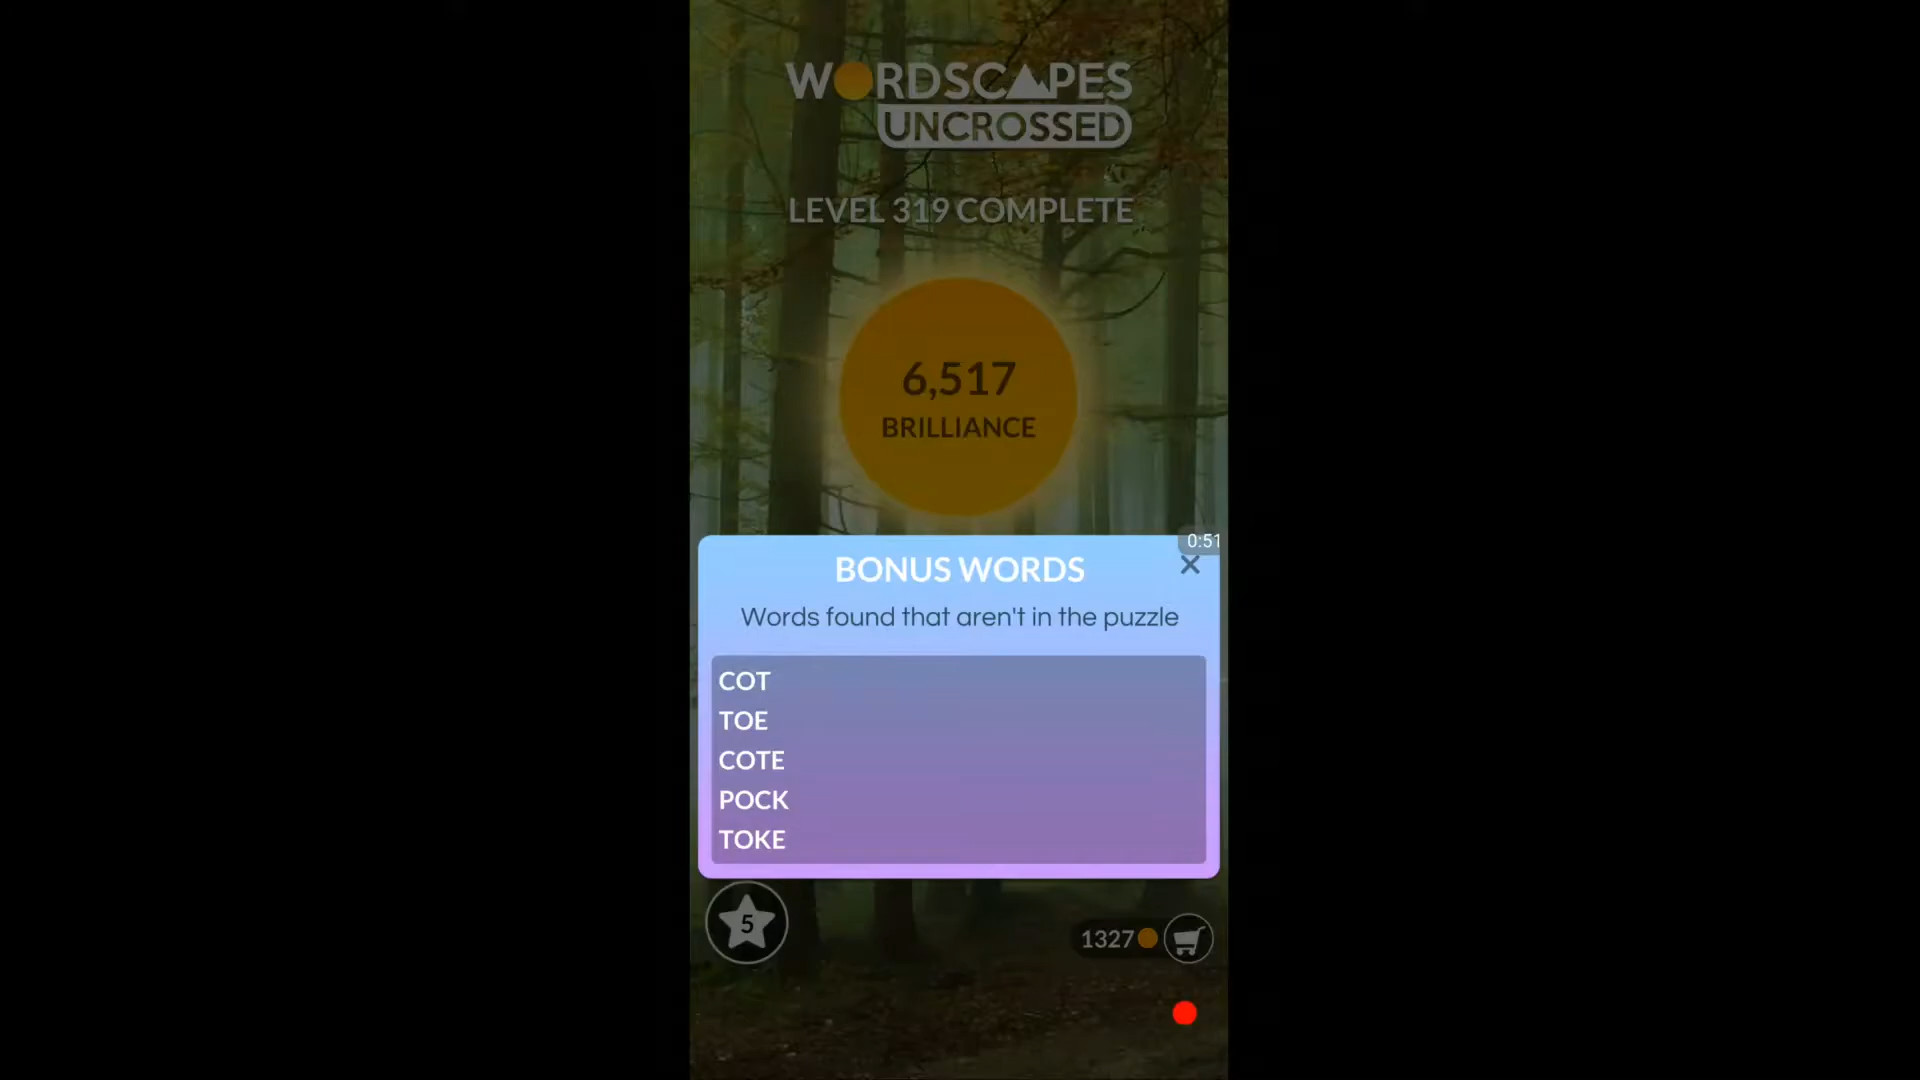 WORDSCAPES
UNCROSSED
LEVEL 319 COMPLETE
6,517
BRILLIANCE
0:51
BONUS WORDS
Words found that aren't in the puzzle
COT
TOE
COTE
POCK
TOKE
5
1327